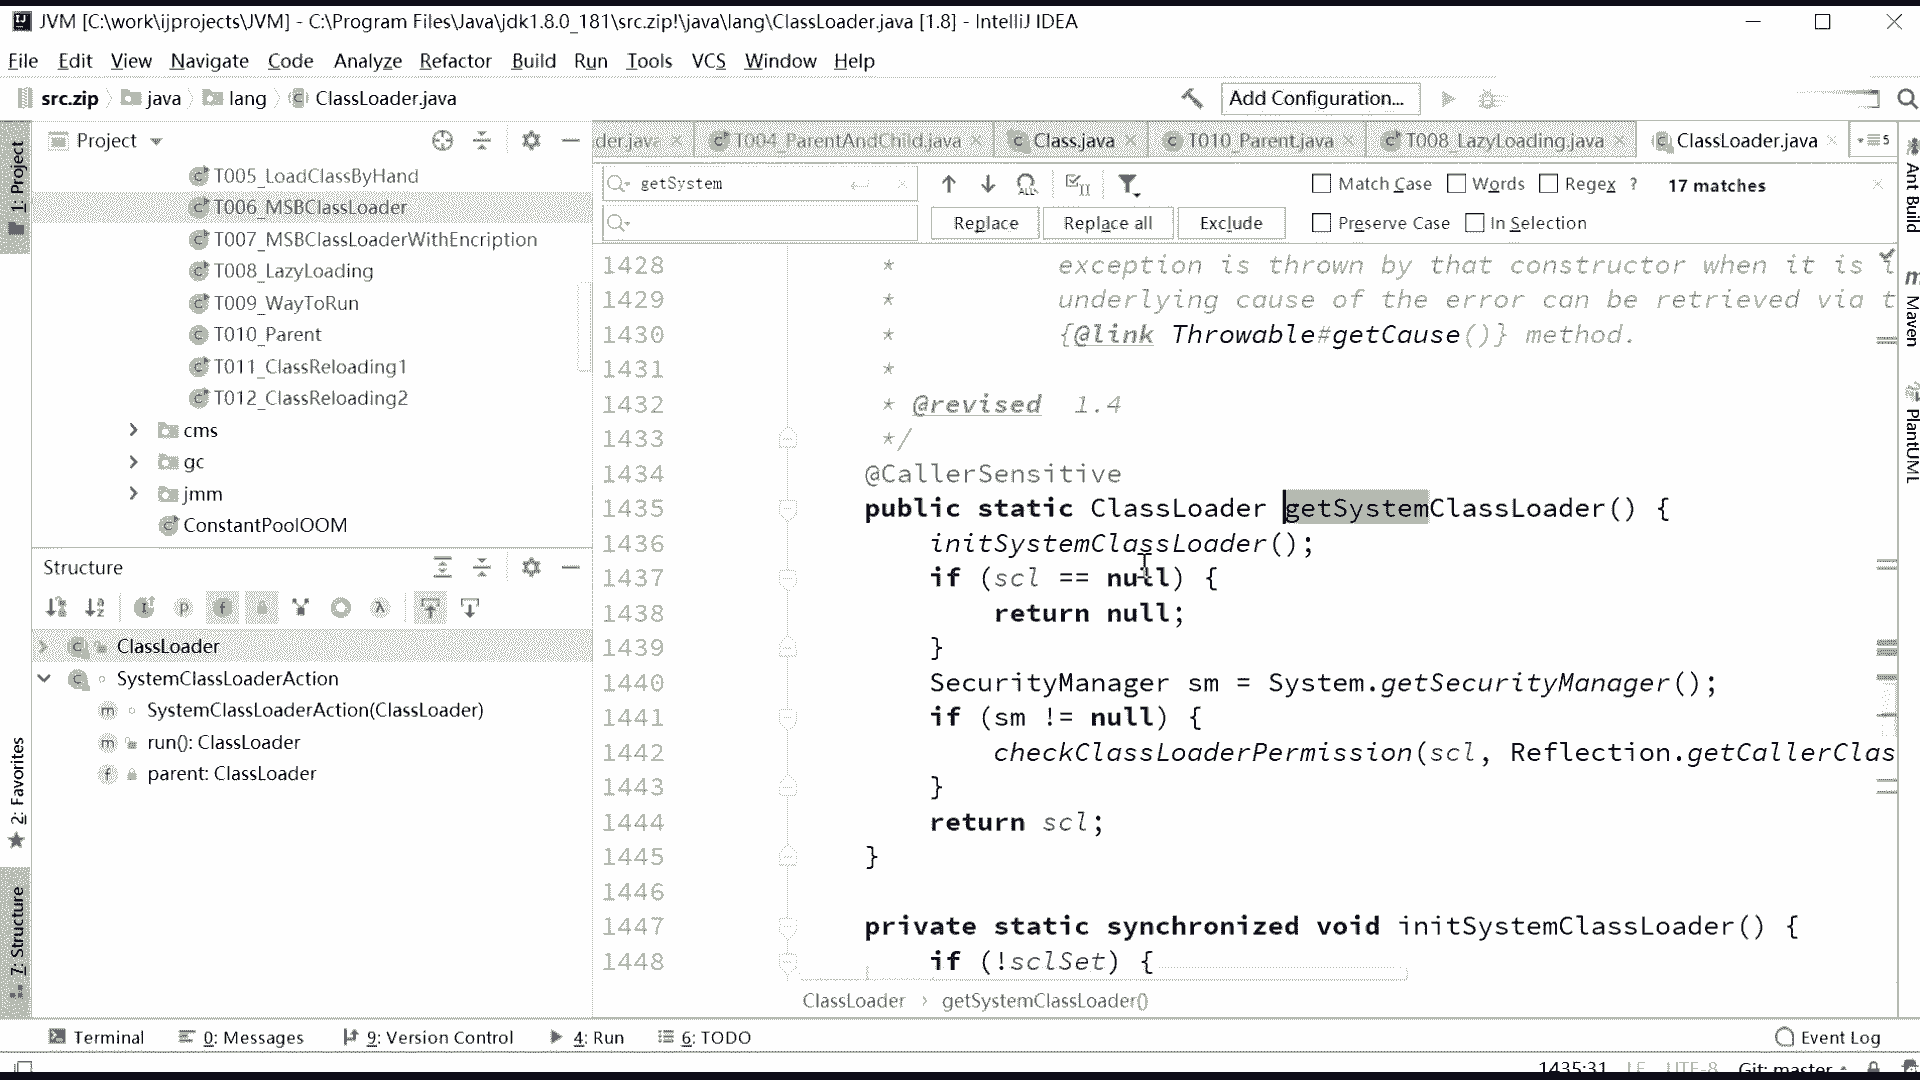 JVM [C:\work\ijprojects\JVM] - C:\Program Files\Java\jdk1.8.0_181\src.zip!\java\lang\ClassLoader.java [1.8] - IntelliJ IDEA
File Edit View Navigate Code Analyze Refactor Build Run Tools VCS Window Help
src.zip java lang ClassLoader.java Add Configuration...
1: Project
Project
der.java T004_ParentAndChild.java Class.java T010_Parent.java T008_LazyLoading.java ClassLoader.java 5
getSystem Match Case Words Regex ? 17 matches
Replace Replace all Exclude Preserve Case In Selection
T005_LoadClassByHand
T006_MSBClassLoader
T007_MSBClassLoaderWithEncription
T008_LazyLoading
T009_WayToRun
T010_Parent
T011_ClassReloading1
T012_ClassReloading2
cms
gc
jmm
ConstantPoolOOM
Structure
ClassLoader
SystemClassLoaderAction
SystemClassLoaderAction(ClassLoader)
run(): ClassLoader
parent: ClassLoader
2: Favorites
7: Structure
1428 * exception is thrown by that constructor when it is i
1429 * underlying cause of the error can be retrieved via t
1430 * {@link Throwable#getCause()} method.
1431 *
1432 * @revised 1.4
1433 */
1434 @CallerSensitive
1435 public static ClassLoader getSystemClassLoader() {
1436 initSystemClassLoader();
1437 if (scl == null) {
1438 return null;
1439 }
1440 SecurityManager sm = System.getSecurityManager();
1441 if (sm != null) {
1442 checkClassLoaderPermission(scl, Reflection.getCallerClas
1443 }
1444 return scl;
1445 }
1446
1447 private static synchronized void initSystemClassLoader() {
1448 if (!sclSet) {
ClassLoader › getSystemClassLoader()
Ant Build
Maven
PlantUML
Terminal 0: Messages 9: Version Control 4: Run 6: TODO Event Log
1435:31 LF UTF-8 Git: master